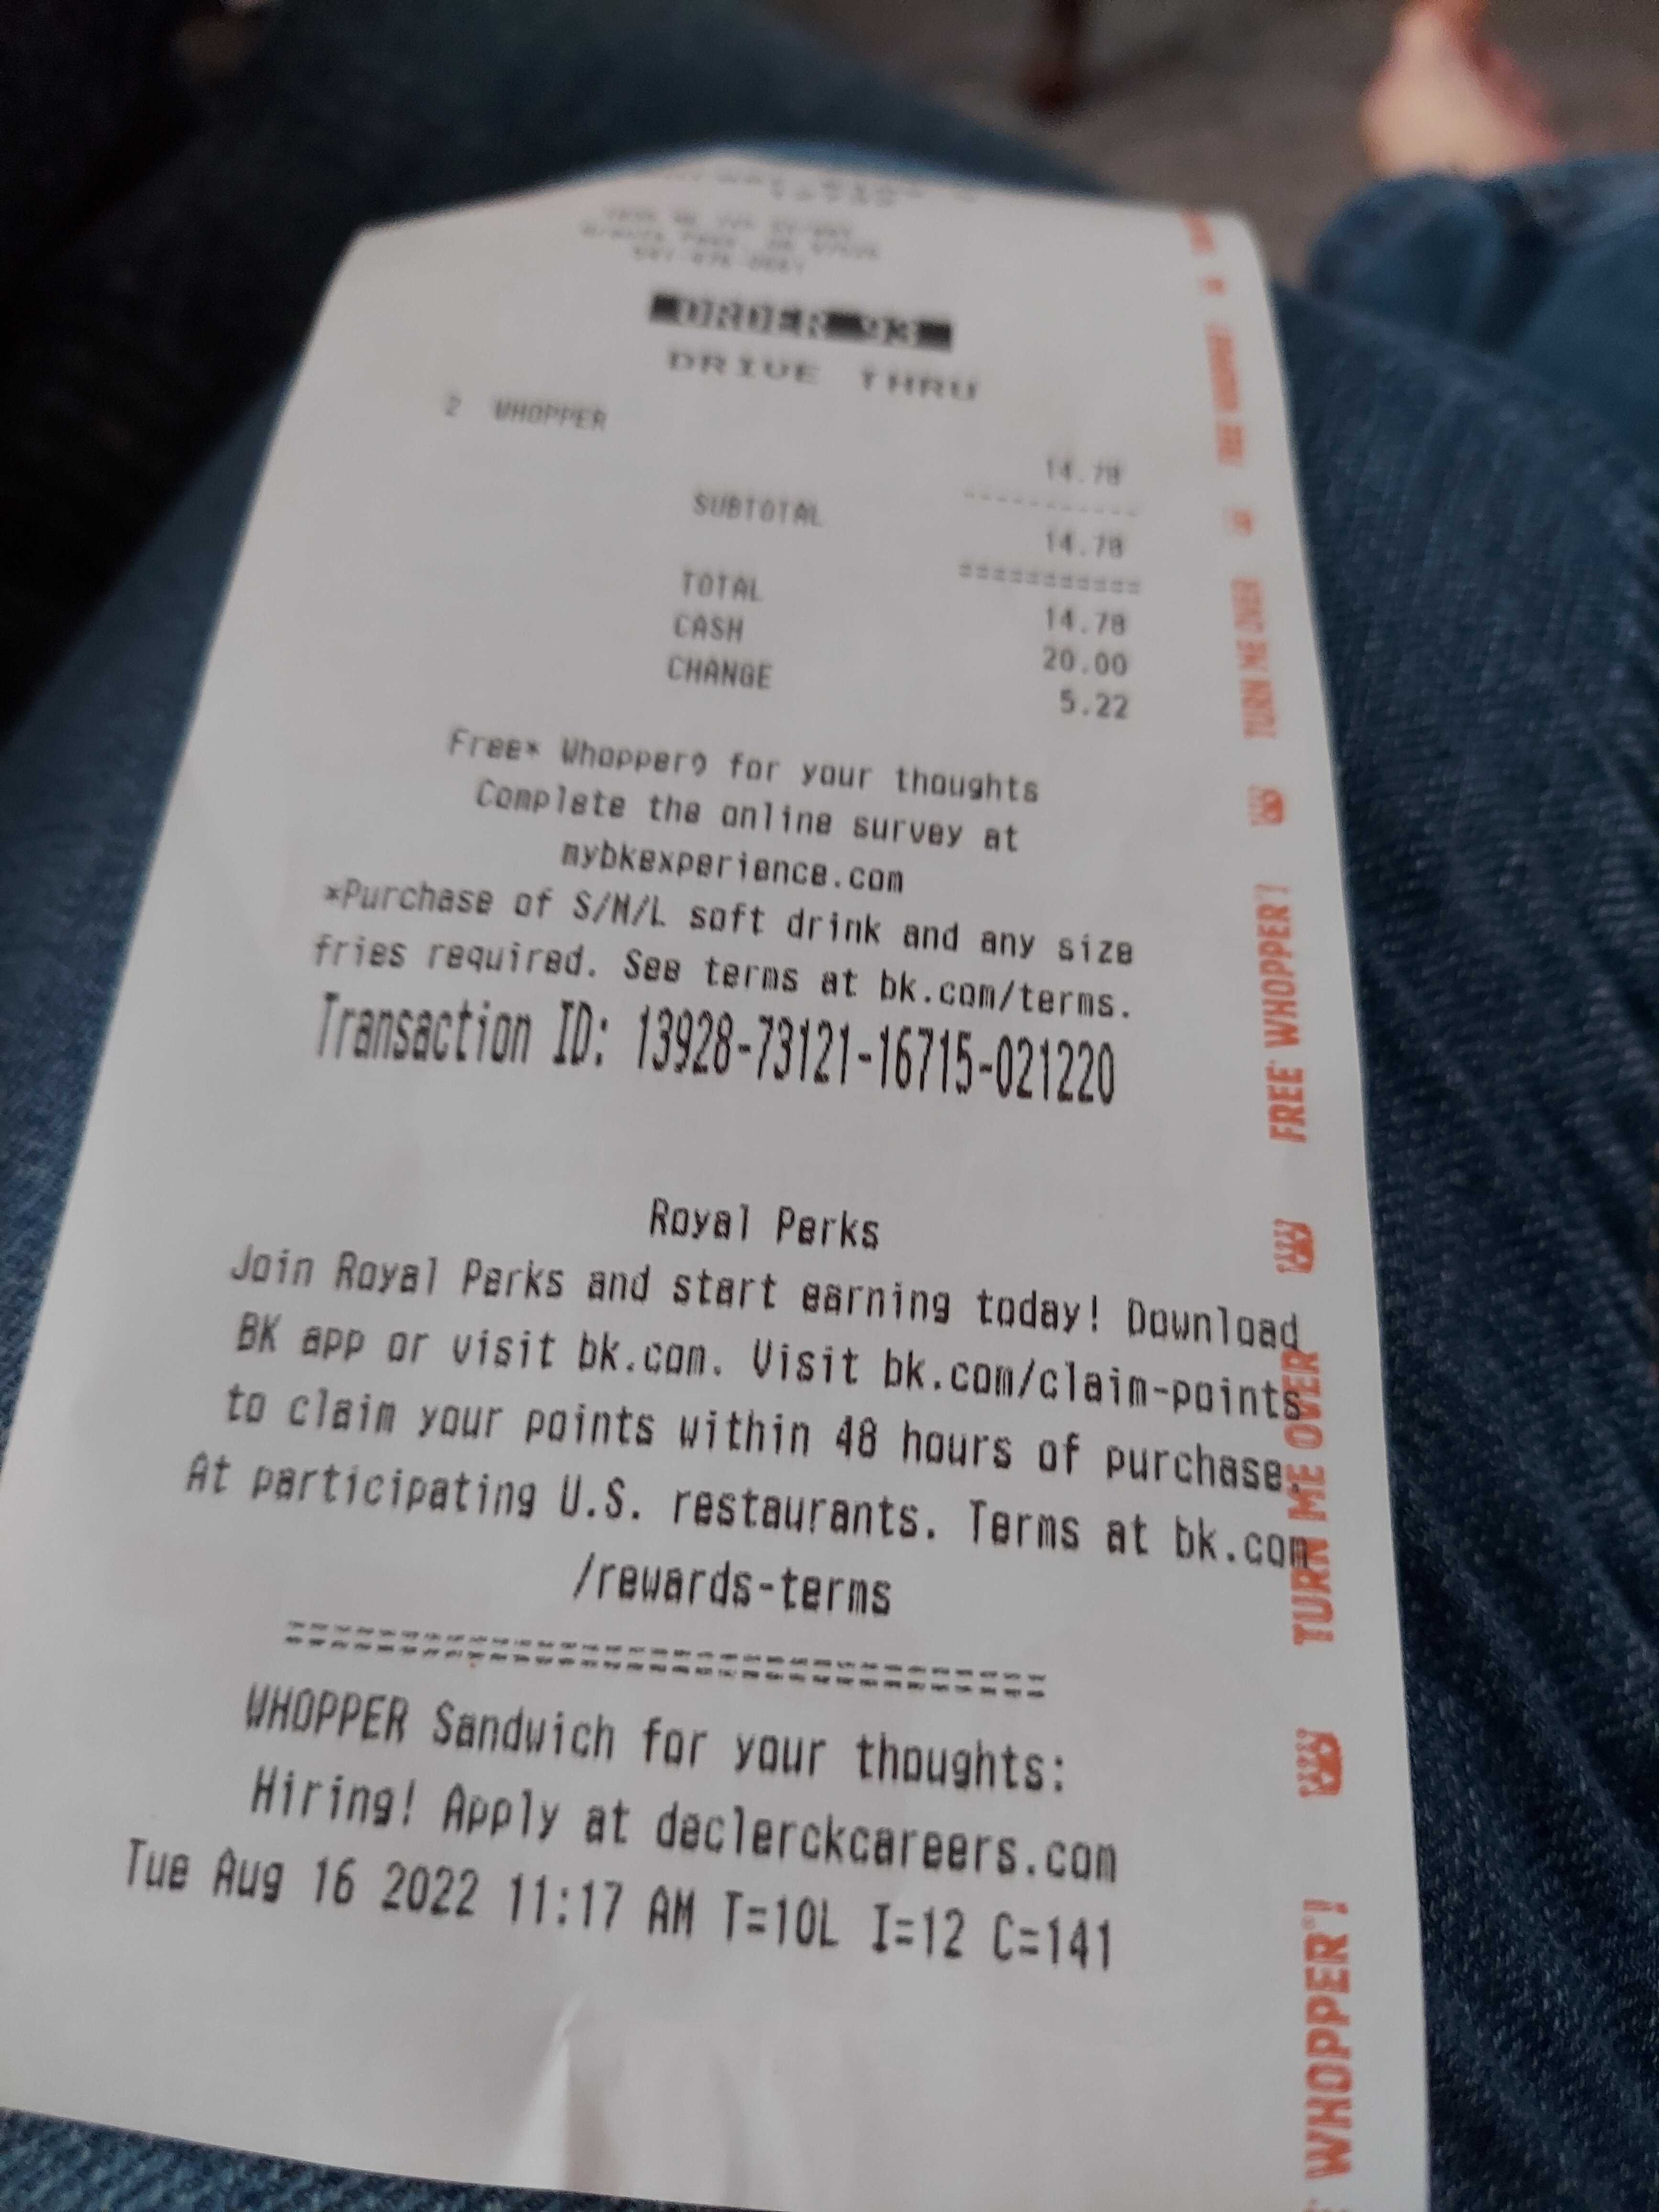 ORDER 93
DRIVE THRU
2 WHOPPER
14.78
SUBTOTAL
14.78
TOTAL 14.78
CASH 20.00
CHANGE 5.22
Free* Whopper◊ for your thoughts
Complete the online survey at
mybkexperience.com
*Purchase of S/M/L soft drink and any size
fries required. See terms at bk.com/terms.
Transaction ID: 13928-73121-16715-021220
Royal Perks
Join Royal Perks and start earning today! Download
BK app or visit bk.com. Visit bk.com/claim-points
to claim your points within 48 hours of purchase.
At participating U.S. restaurants. Terms at bk.com
/rewards-terms
WHOPPER Sandwich for your thoughts:
Hiring! Apply at declerckcareers.com
Tue Aug 16 2022 11:17 AM T=10L I=12 C=141
FREE WHOPPER!
TURN ME OVER
FREE WHOPPER!
TURN ME OVER
WHOPPER!